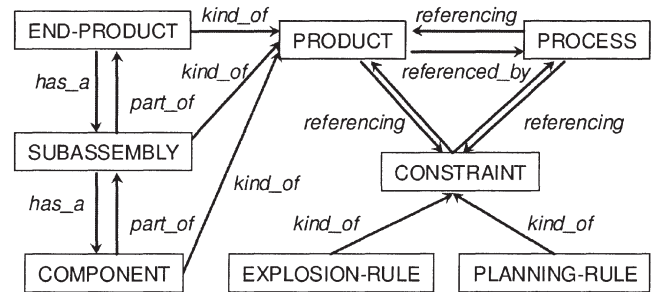 END-PRODUCT
kind_of
PRODUCT
referencing
PROCESS
referenced_by
has_a
part_of
kind_of
referencing
referencing
SUBASSEMBLY
CONSTRAINT
has_a
part_of
kind_of
kind_of
kind_of
COMPONENT
EXPLOSION-RULE
PLANNING-RULE